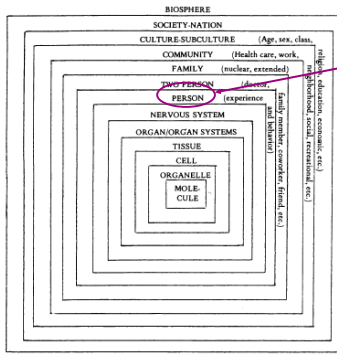 BIOSPHERE
SOCIETY-NATION
CULTURE-SUBCULTURE (Age, sex, class,
religion, education, economic, etc.)
COMMUNITY (Health care, work,
neighborhood, social, recreational, etc.)
FAMILY (nuclear, extended)
TWO PERSON (doctor,
family member, coworker, friend, etc.)
PERSON (experience
and behavior)
NERVOUS SYSTEM
ORGAN/ORGAN SYSTEMS
TISSUE
CELL
ORGANELLE
MOLE-
CULE